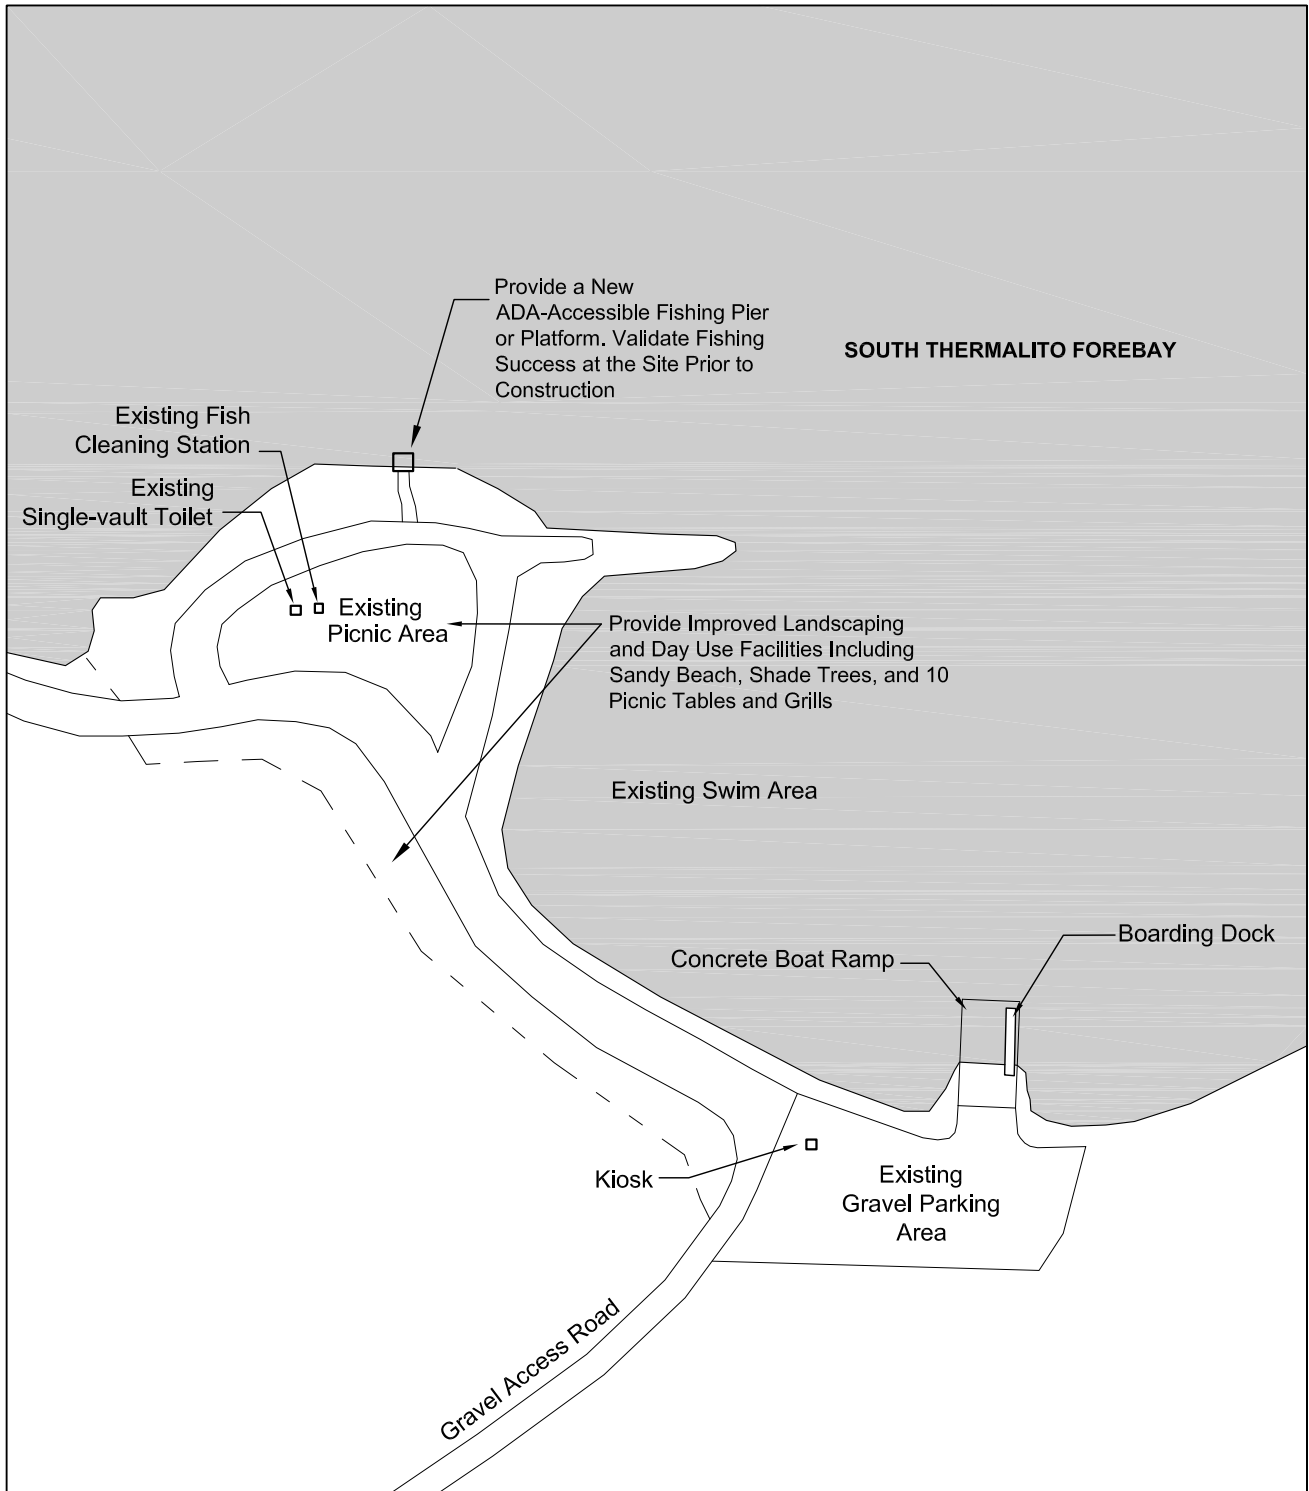 Provide a New
ADA-Accessible Fishing Pier
or Platform. Validate Fishing
Success at the Site Prior to
Construction
SOUTH THERMALITO FOREBAY
Existing Fish
Cleaning Station
Existing
Single-vault Toilet
Existing
Picnic Area
Provide Improved Landscaping
and Day Use Facilities Including
Sandy Beach, Shade Trees, and 10
Picnic Tables and Grills
Existing Swim Area
Boarding Dock
Concrete Boat Ramp
Kiosk
Existing
Gravel Parking
Area
Gravel Access Road